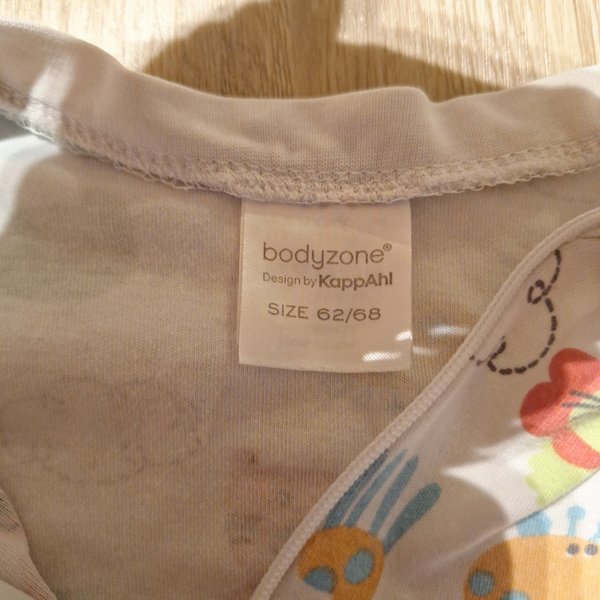 bodyzone®
Design by KappAhl
SIZE 62/68